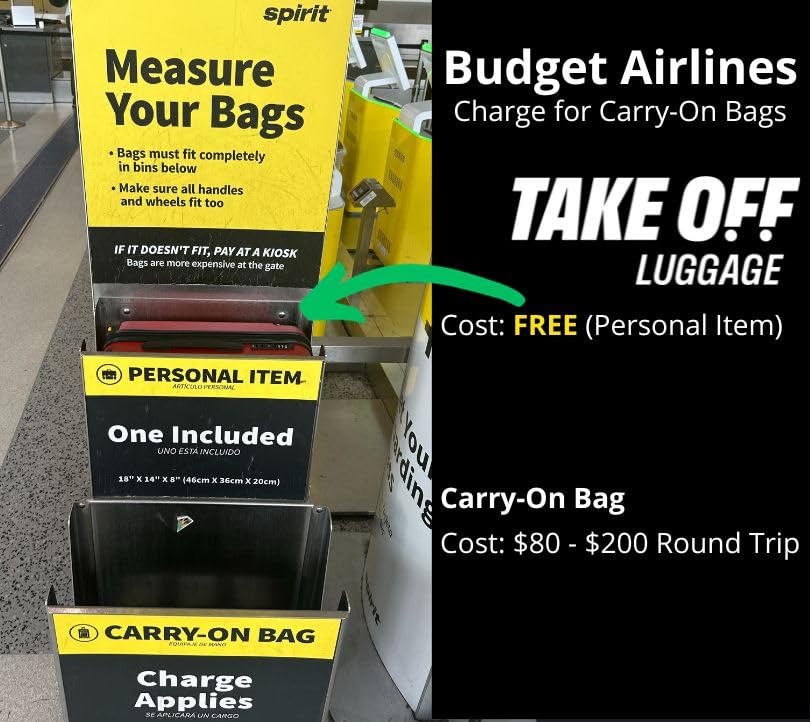 spirit
Measure
Your Bags
• Bags must fit completely
in bins below
• Make sure all handles
and wheels fit too
IF IT DOESN'T FIT, PAY AT A KIOSK
Bags are more expensive at the gate
PERSONAL ITEM
ARTÍCULO PERSONAL
One Included
UNO ESTÁ INCLUIDO
18" X 14" X 8" (46cm X 36cm X 20cm)
CARRY-ON BAG
EQUIPAJE DE MANO
Charge
Applies
SE APLICARÁ UN CARGO
spirit
Budget Airlines
Charge for Carry-On Bags
TAKE OFF
LUGGAGE
Cost: FREE (Personal Item)
Carry-On Bag
Cost: $80 - $200 Round Trip